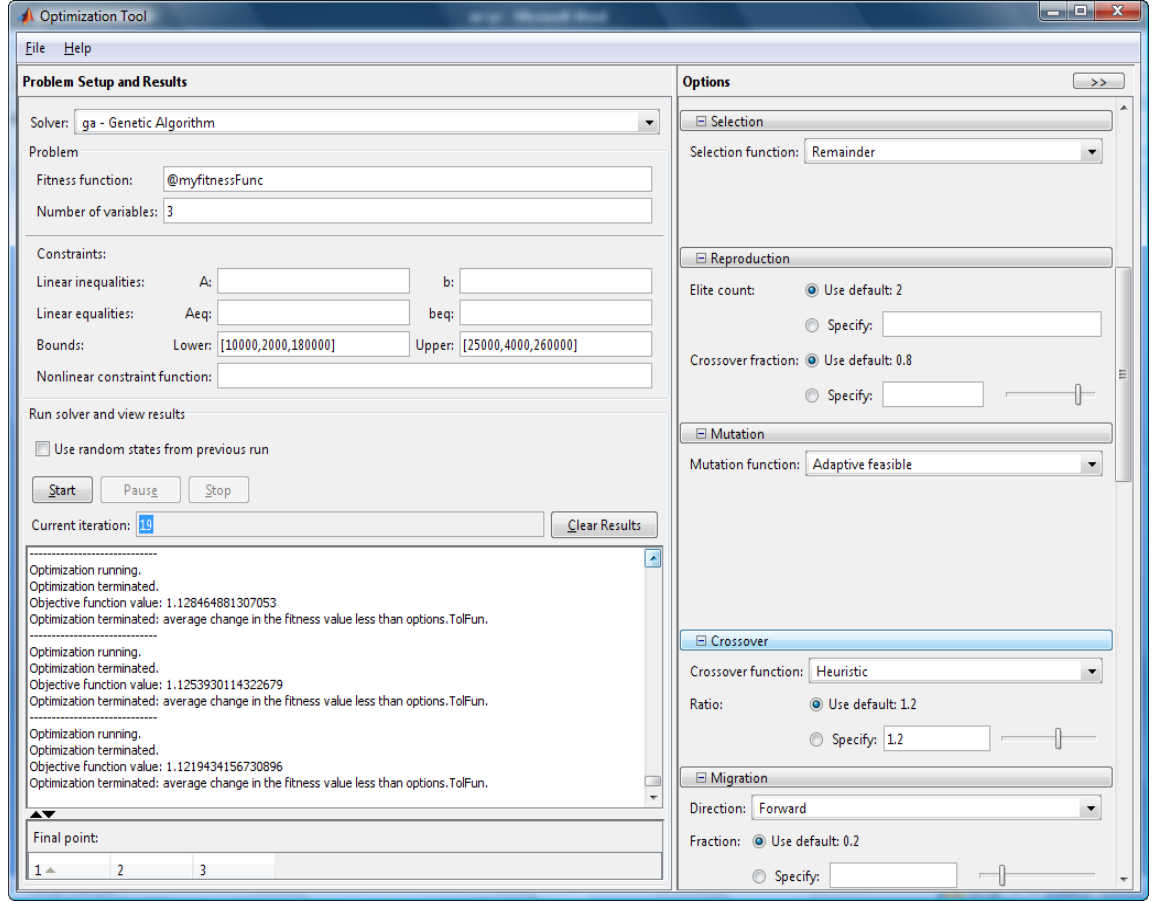 Optimization Tool
File Help
Problem Setup and Results
Solver: ga - Genetic Algorithm
Problem
Fitness function: @myfitnessFunc
Number of variables: 3
Constraints:
Linear inequalities: A: b:
Linear equalities: Aeq: beq:
Bounds: Lower: [10000,2000,180000] Upper: [25000,4000,260000]
Nonlinear constraint function:
Run solver and view results
Use random states from previous run
Start Pause Stop
Current iteration: 19 Clear Results
------------------------------
Optimization running.
Optimization terminated.
Objective function value: 1.128464881307053
Optimization terminated: average change in the fitness value less than options.TolFun.
------------------------------
Optimization running.
Optimization terminated.
Objective function value: 1.1253930114322679
Optimization terminated: average change in the fitness value less than options.TolFun.
------------------------------
Optimization running.
Optimization terminated.
Objective function value: 1.1219434156730896
Optimization terminated: average change in the fitness value less than options.TolFun.
Final point:
1 2 3
Options >>
Selection
Selection function: Remainder
Reproduction
Elite count: Use default: 2
Specify:
Crossover fraction: Use default: 0.8
Specify:
Mutation
Mutation function: Adaptive feasible
Crossover
Crossover function: Heuristic
Ratio: Use default: 1.2
Specify: 1.2
Migration
Direction: Forward
Fraction: Use default: 0.2
Specify: